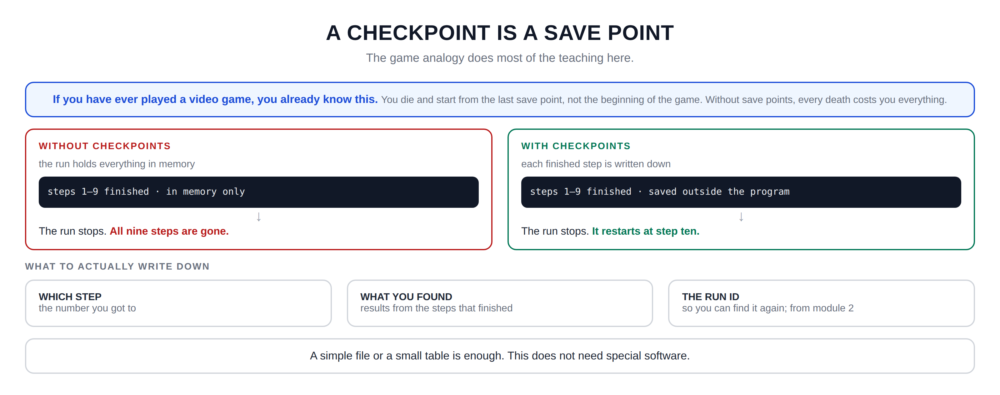 A CHECKPOINT IS A SAVE POINT
The game analogy does most of the teaching here.
If you have ever played a video game, you already know this. You die and start from the last save point, not the beginning of the game. Without save points, every death costs you everything.
WITHOUT CHECKPOINTS
the run holds everything in memory
steps 1–9 finished · in memory only
↓
The run stops. All nine steps are gone.
WITH CHECKPOINTS
each finished step is written down
steps 1–9 finished · saved outside the program
↓
The run stops. It restarts at step ten.
WHAT TO ACTUALLY WRITE DOWN
WHICH STEP
the number you got to
WHAT YOU FOUND
results from the steps that finished
THE RUN ID
so you can find it again; from module 2
A simple file or a small table is enough. This does not need special software.